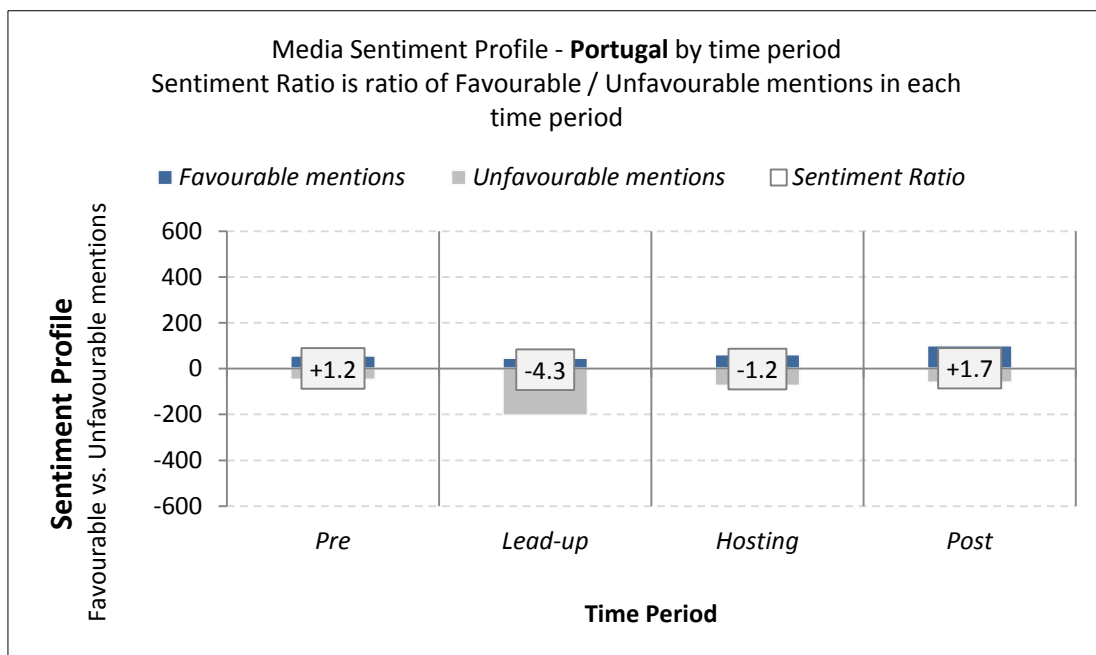 Media Sentiment Profile - Portugal by time period
Sentiment Ratio is ratio of Favourable / Unfavourable mentions in each
time period
Favourable mentions
Unfavourable mentions
Sentiment Ratio
Sentiment Profile
Favourable vs. Unfavourable mentions
600
400
200
0
-200
-400
-600
+1.2
-4.3
-1.2
+1.7
Pre
Lead-up
Hosting
Post
Time Period